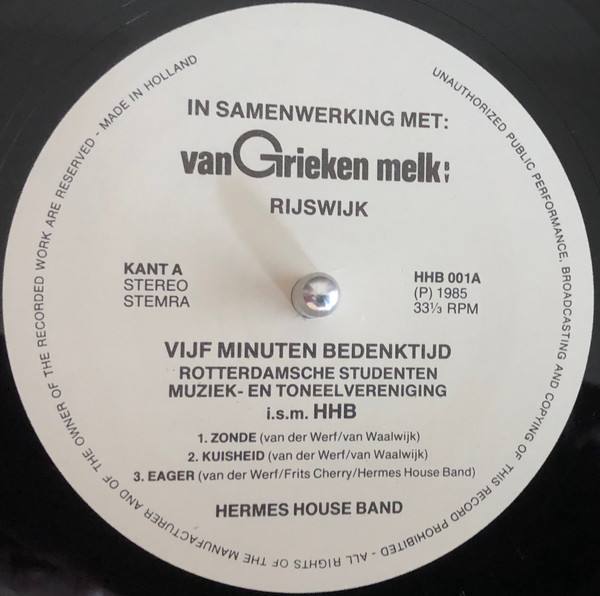 IN SAMENWERKING MET:
van Grieken melk BV
RIJSWIJK
KANT A
STEREO
STEMRA
HHB 001A
(P) 1985
33⅓ RPM
VIJF MINUTEN BEDENKTIJD
ROTTERDAMSCHE STUDENTEN
MUZIEK- EN TONEELVERENIGING
i.s.m. HHB
1. ZONDE (van der Werf/van Waalwijk)
2. KUISHEID (van der Werf/van Waalwijk)
3. EAGER (van der Werf/Frits Cherry/Hermes House Band)
HERMES HOUSE BAND
UNAUTHORIZED PUBLIC PERFORMANCE, BROADCASTING AND COPYING OF THIS RECORD PROHIBITED - ALL RIGHTS OF THE MANUFACTURER AND OF THE OWNER OF THE RECORDED WORK ARE RESERVED - MADE IN HOLLAND